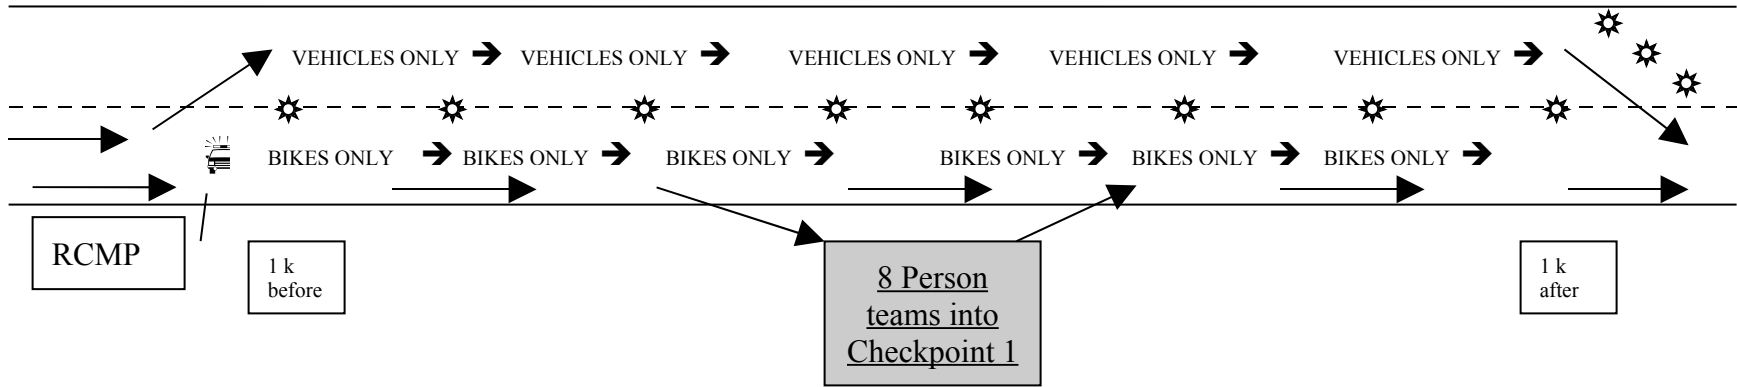 VEHICLES ONLY ➔ VEHICLES ONLY ➔ VEHICLES ONLY ➔ VEHICLES ONLY ➔ VEHICLES ONLY ➔
BIKES ONLY ➔ BIKES ONLY ➔ BIKES ONLY ➔ BIKES ONLY ➔ BIKES ONLY ➔ BIKES ONLY ➔
RCMP
1 k
before
8 Person
teams into
Checkpoint 1
1 k
after